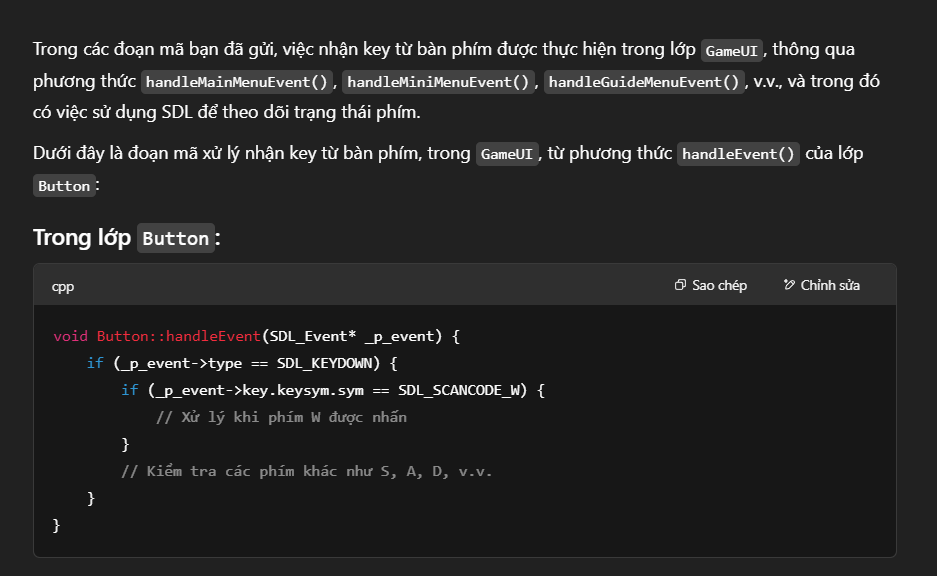 Trong các đoạn mã bạn đã gửi, việc nhận key từ bàn phím được thực hiện trong lớp GameUI, thông qua
phương thức handleMainMenuEvent(), handleMiniMenuEvent(), handleGuideMenuEvent(), v.v., và trong đó
có việc sử dụng SDL để theo dõi trạng thái phím.
Dưới đây là đoạn mã xử lý nhận key từ bàn phím, trong GameUI, từ phương thức handleEvent() của lớp
Button:
Trong lớp Button:
cpp Sao chép Chỉnh sửa
void Button::handleEvent(SDL_Event* _p_event) {
    if (_p_event->type == SDL_KEYDOWN) {
        if (_p_event->key.keysym.sym == SDL_SCANCODE_W) {
            // Xử lý khi phím W được nhấn
        }
        // Kiểm tra các phím khác như S, A, D, v.v.
    }
}